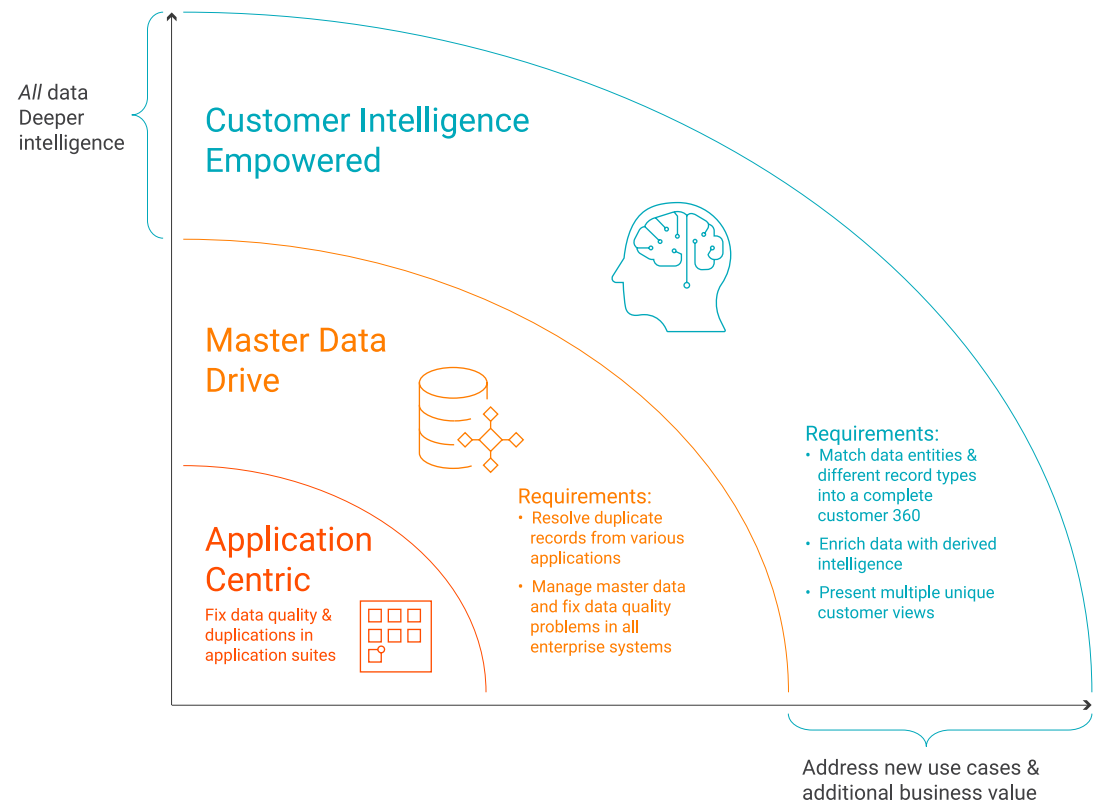 All data
Deeper
intelligence
Customer Intelligence
Empowered
Master Data
Drive
Application
Centric
Fix data quality &
duplications in
application suites
Requirements:
• Resolve duplicate
records from various
applications
• Manage master data
and fix data quality
problems in all
enterprise systems
Requirements:
• Match data entities &
different record types
into a complete
customer 360
• Enrich data with derived
intelligence
• Present multiple unique
customer views
Address new use cases &
additional business value